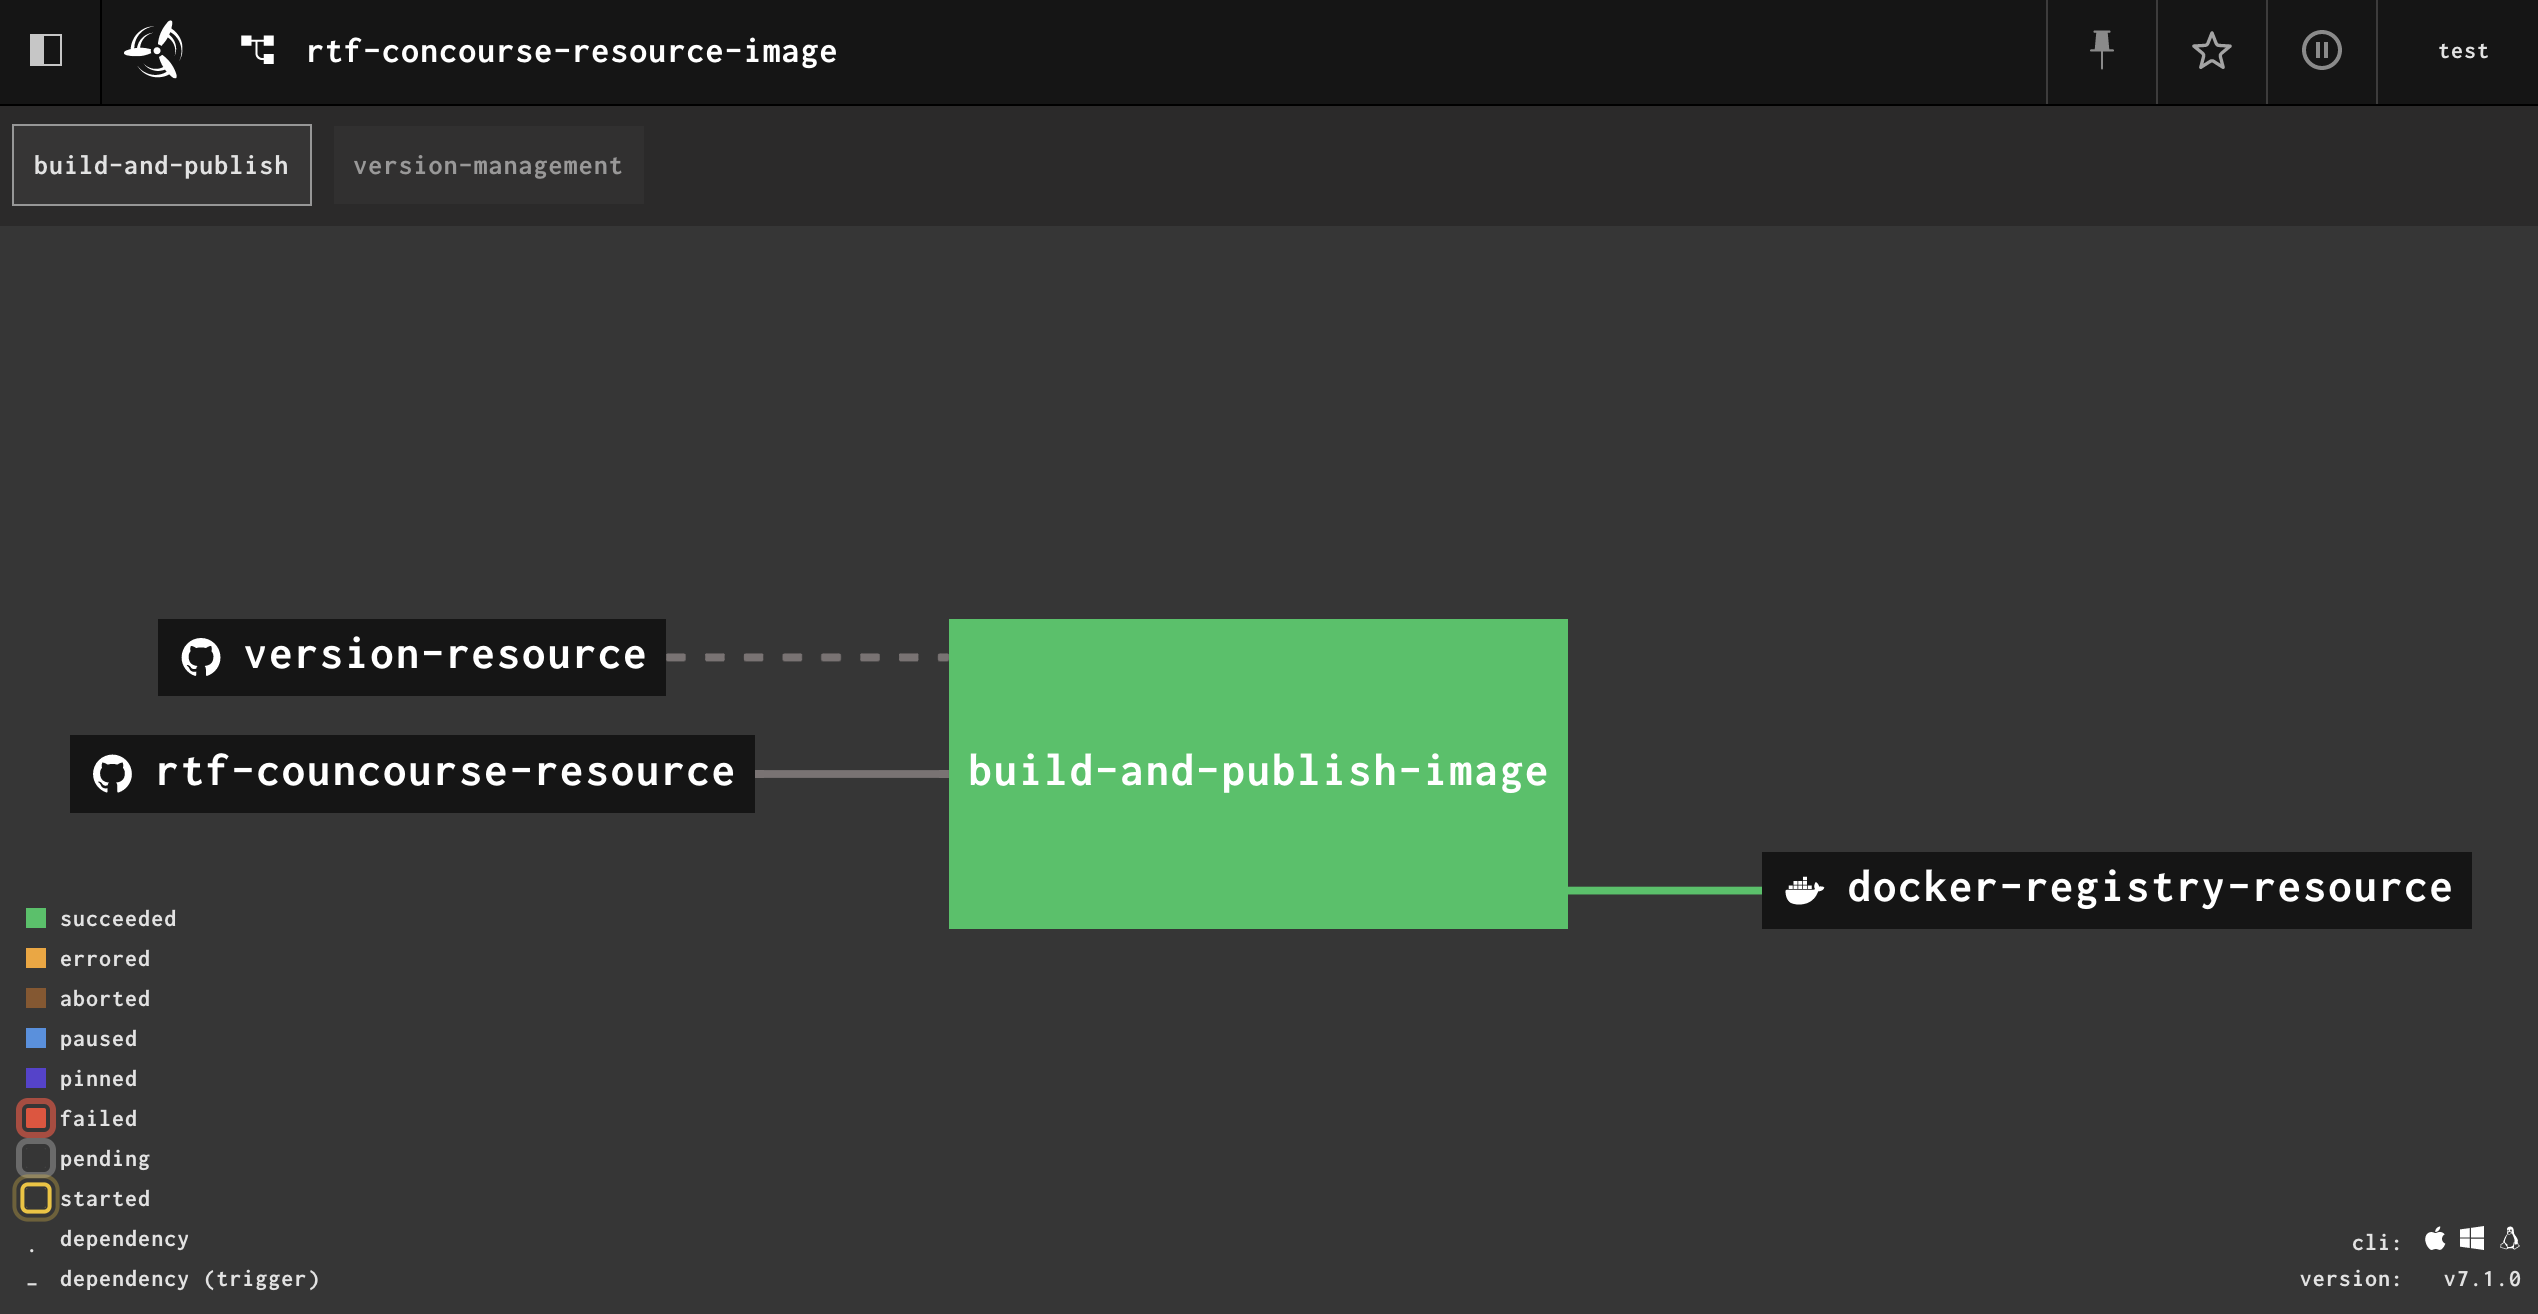 rtf-concourse-resource-image
test
build-and-publish
version-management
version-resource
rtf-councourse-resource
build-and-publish-image
docker-registry-resource
succeeded
errored
aborted
paused
pinned
failed
pending
started
dependency
dependency (trigger)
cli:
version: v7.1.0